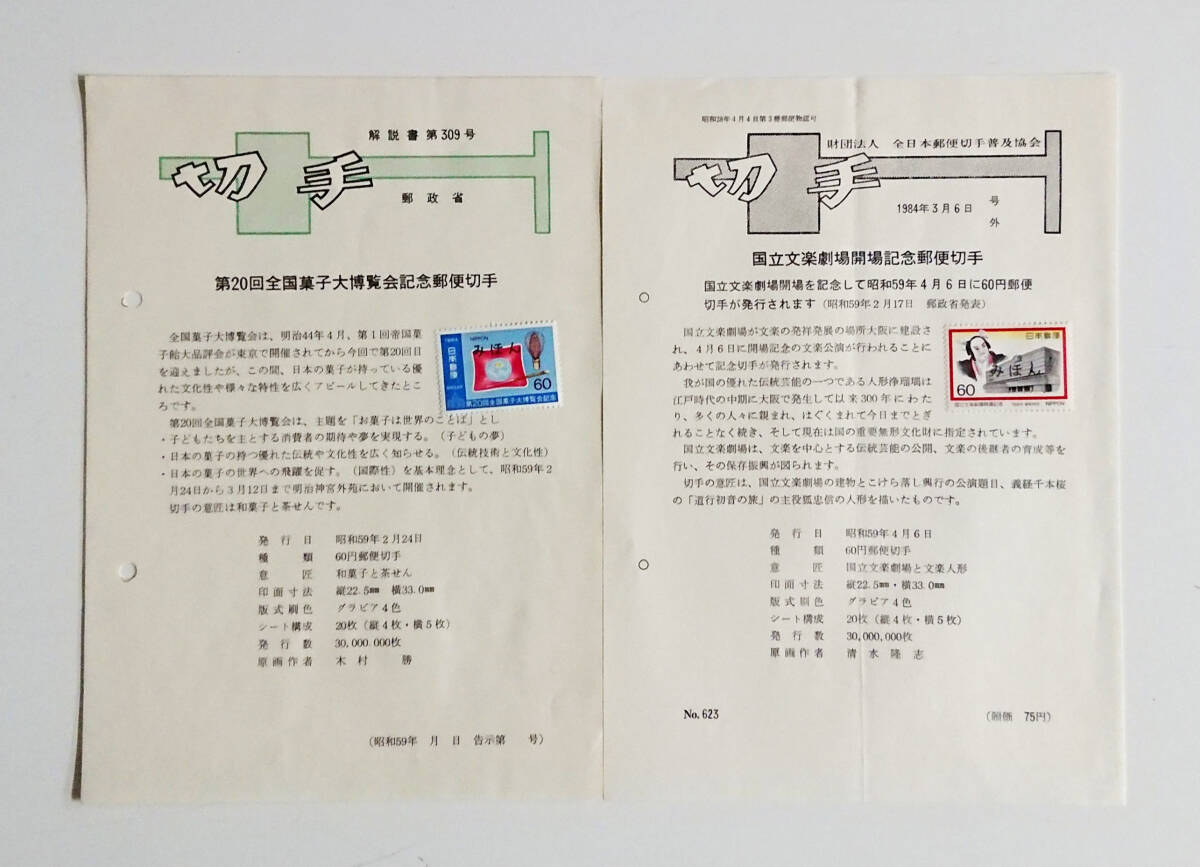 解説書第309号
切手
郵政省
第20回全国菓子大博覧会記念郵便切手
全国菓子大博覧会は、明治44年4月、第1回帝国菓
子飴大品評会が東京で開催されてから今回で第20回目
を迎えましたが、この間、日本の菓子が持っている優
れた文化性や様々な特性を広くアピールしてきたとこ
ろです。
第20回全国菓子大博覧会は、主題を「お菓子は世界のことば」とし
・子どもたちを主とする消費者の期待や夢を実現する。(子どもの夢)
・日本の菓子の持つ優れた伝統や文化性を広く知らせる。(伝統技術と文化性)
・日本の菓子の世界への飛躍を促す。(国際性)を基本理念として、昭和59年2
月24日から3月12日まで明治神宮外苑において開催されます。
切手の意匠は和菓子と茶せんです。
1984
日本郵便
NIPPON
みほん
60
第20回全国菓子大博覧会記念
発行日 昭和59年2月24日
種類 60円郵便切手
意匠 和菓子と茶せん
印面寸法 縦22.5mm 横33.0mm
版式刷色 グラビア4色
シート構成 20枚(縦4枚・横5枚)
発行数 30,000,000枚
原画作者 木村 勝
(昭和59年 月 日 告示第 号)
昭和28年4月4日第3種郵便物認可
財団法人 全日本郵便切手普及協会
切手
1984年3月6日 号外
国立文楽劇場開場記念郵便切手
国立文楽劇場開場を記念して昭和59年4月6日に60円郵便
切手が発行されます(昭和59年2月17日 郵政省発表)
国立文楽劇場が文楽の発祥発展の場所大阪に建設さ
れ、4月6日に開場記念の文楽公演が行われることに
あわせて記念切手が発行されます。
我が国の優れた伝統芸能の一つである人形浄瑠璃は
江戸時代の中期に大阪で発生して以来300年にわた
り、多くの人々に親まれ、はぐくまれて今日までとぎ
れることなく続き、そして現在は国の重要無形文化財に指定されています。
国立文楽劇場は、文楽を中心とする伝統芸能の公開、文楽の後継者の育成等を
行い、その保存振興が図られます。
切手の意匠は、国立文楽劇場の建物とこけら落し興行の公演題目、義経千本桜
の「道行初音の旅」の主役狐忠信の人形を描いたものです。
日本郵便
みほん
60
国立文楽劇場開場記念
NIPPON
発行日 昭和59年4月6日
種類 60円郵便切手
意匠 国立文楽劇場と文楽人形
印面寸法 縦22.5mm・横33.0mm
版式刷色 グラビア4色
シート構成 20枚(縦4枚・横5枚)
発行数 30,000,000枚
原画作者 清水隆志
No.623
(頒価 75円)